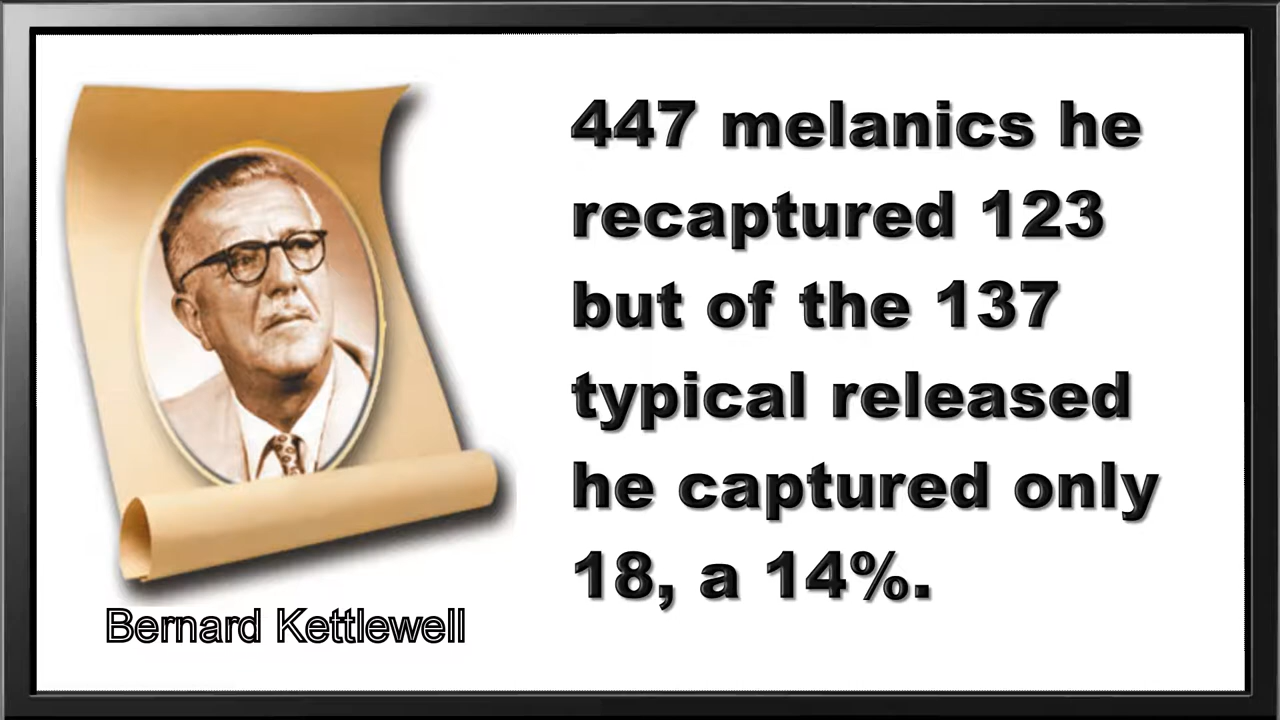 447 melanics he
recaptured 123
but of the 137
typical released
he captured only
18, a 14%.
Bernard Kettlewell